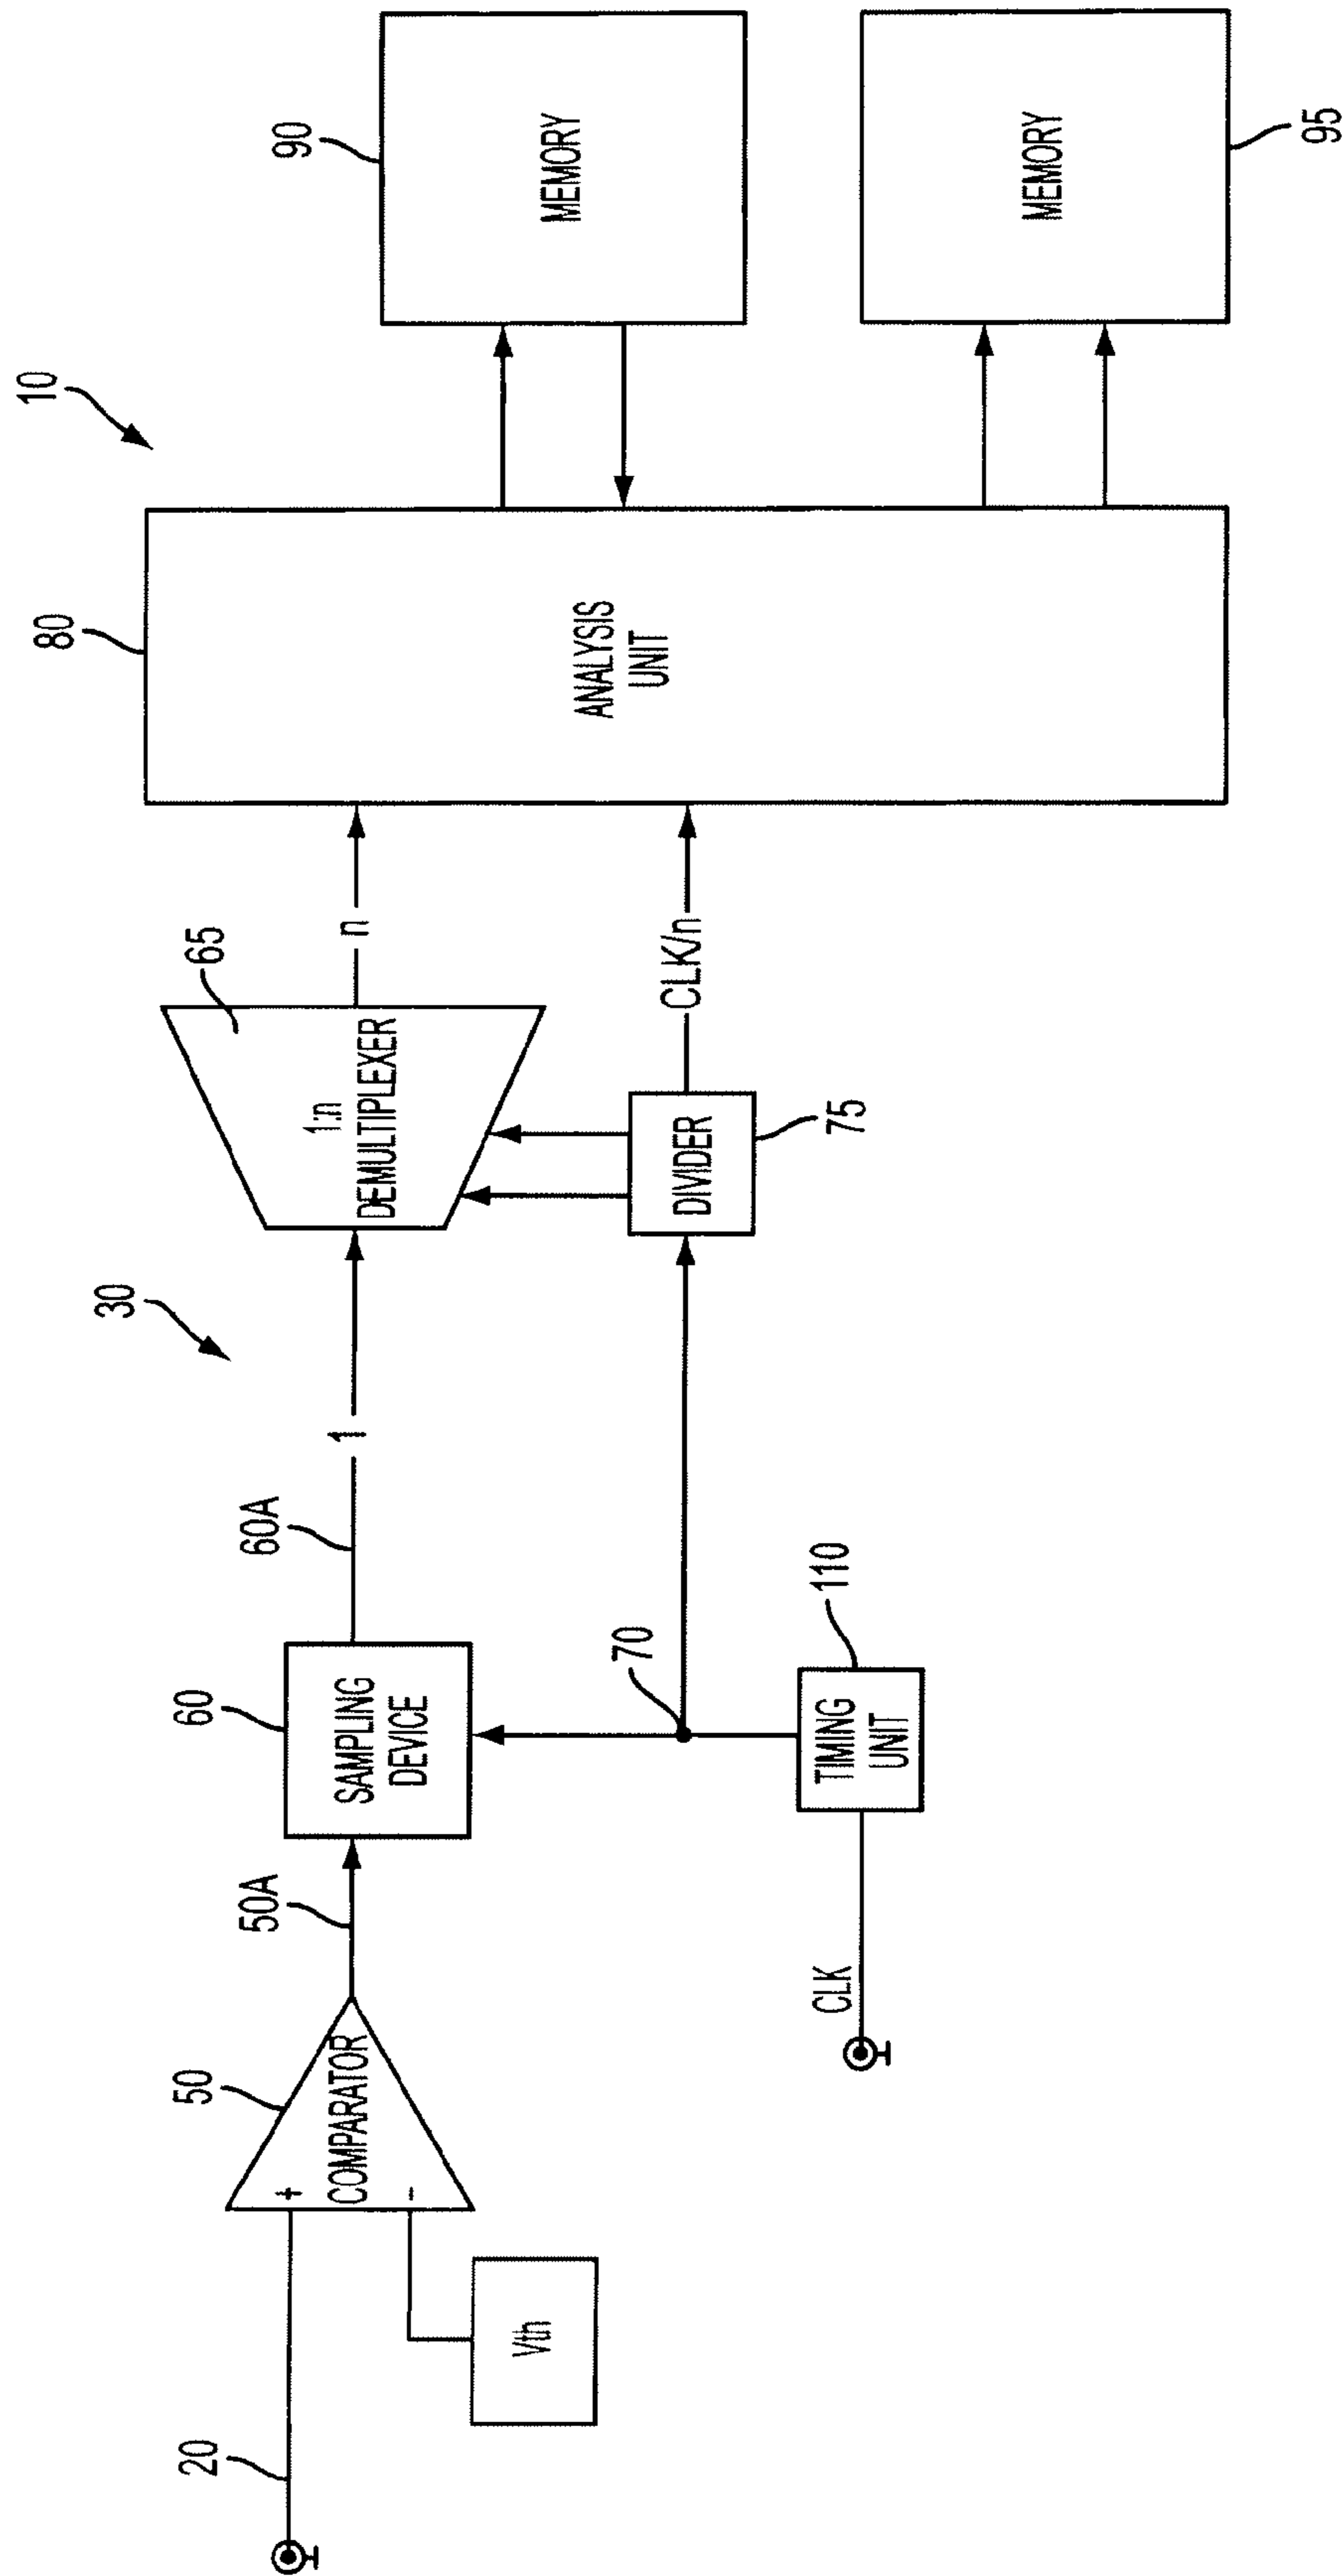 10
80
90
MEMORY
ANALYSIS
UNIT
MEMORY
95
30
65
1:n
DEMULTIPLEXER
n
CLK/n
DIVIDER
75
60A
1
60
SAMPLING
DEVICE
70
110
TIMING
UNIT
CLK
50A
50
COMPARATOR
+
-
20
Vth